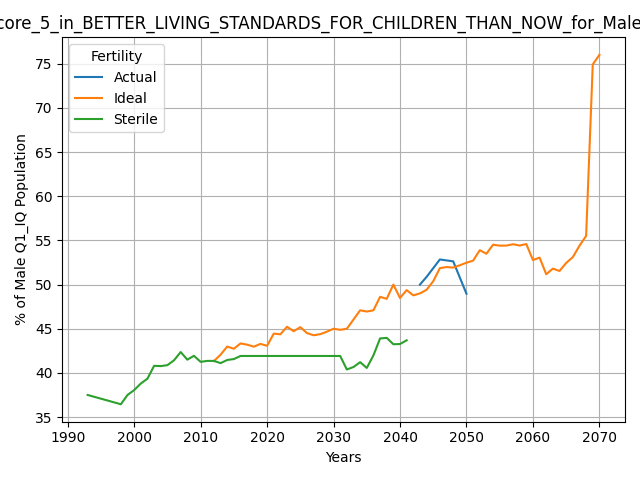 core_5_in_BETTER_LIVING_STANDARDS_FOR_CHILDREN_THAN_NOW_for_Male
Fertility
Actual
Ideal
Sterile
% of Male Q1_IQ Population
75
70
65
60
55
50
45
40
35
1990 2000 2010 2020 2030 2040 2050 2060 2070
Years